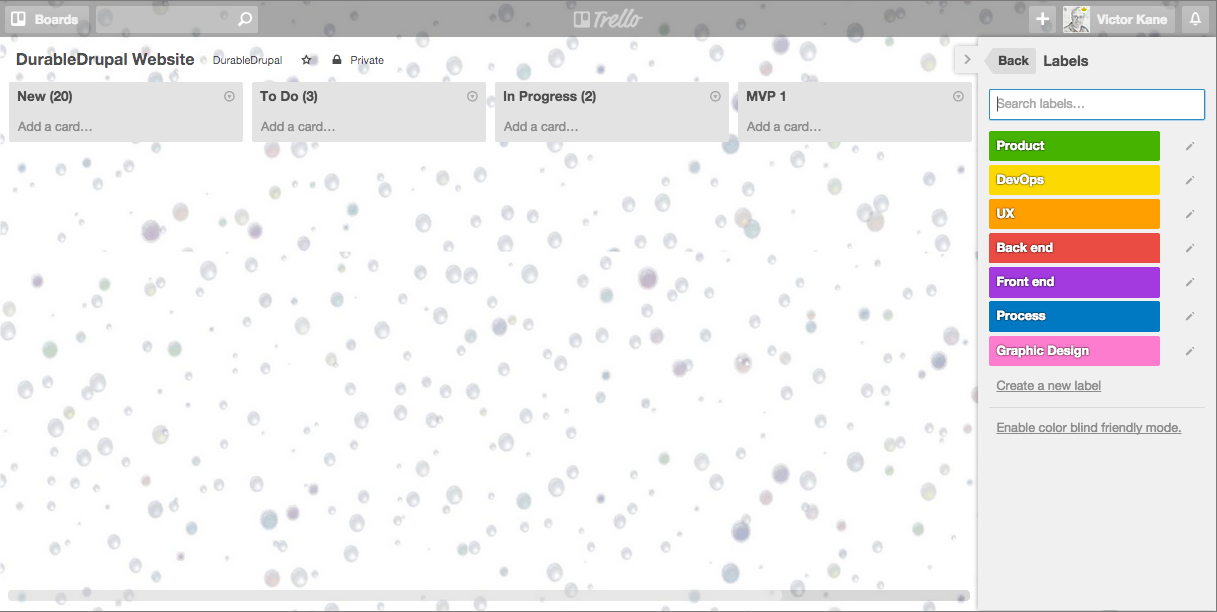 Boards
Trello
Victor Kane
DurableDrupal Website
DurableDrupal
Private
New (20)
Add a card…
To Do (3)
Add a card…
In Progress (2)
Add a card…
MVP 1
Add a card…
Back
Labels
Search labels…
Product
DevOps
UX
Back end
Front end
Process
Graphic Design
Create a new label
Enable color blind friendly mode.